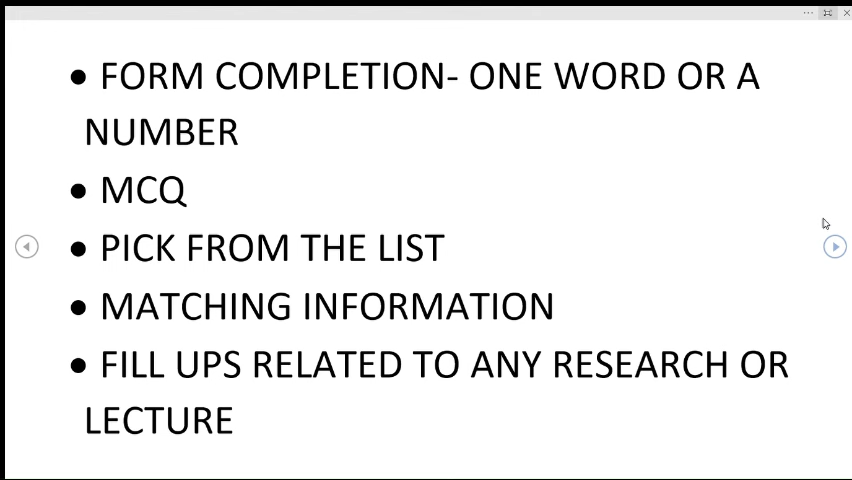 • FORM COMPLETION- ONE WORD OR A
NUMBER
• MCQ
• PICK FROM THE LIST
• MATCHING INFORMATION
• FILL UPS RELATED TO ANY RESEARCH OR
LECTURE